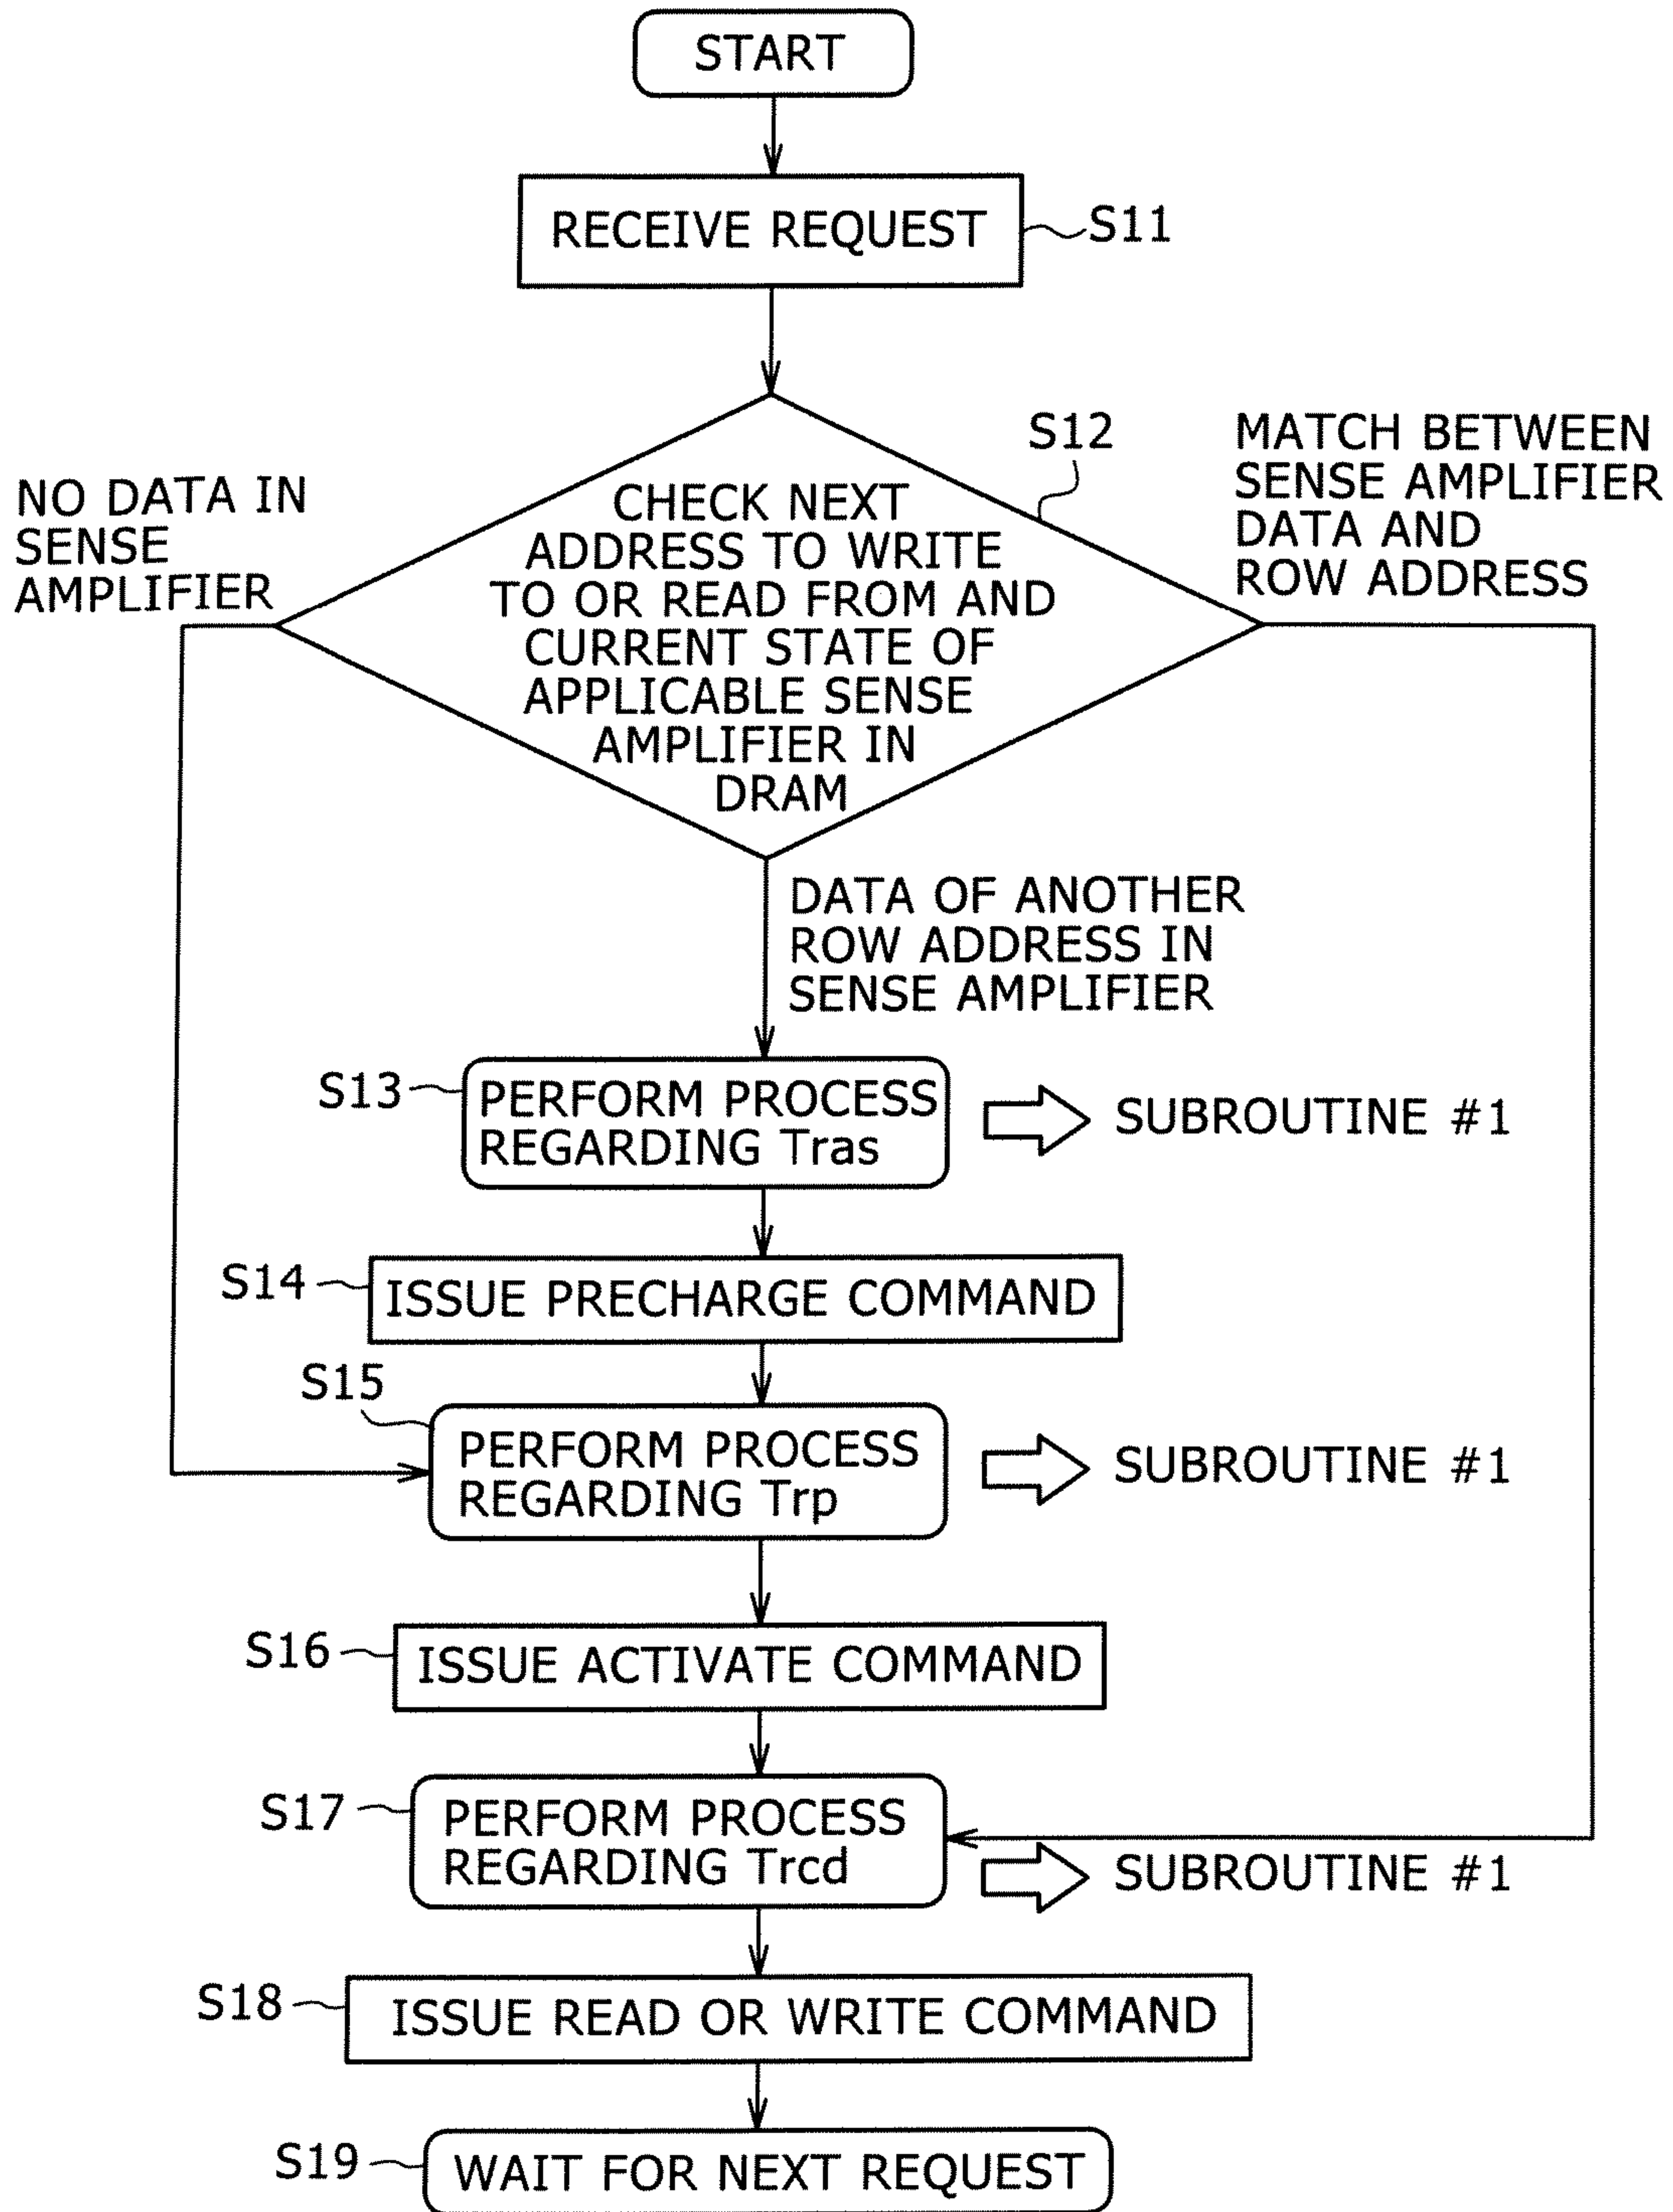 START
RECEIVE REQUEST
S11
S12
MATCH BETWEEN
SENSE AMPLIFIER
DATA AND
ROW ADDRESS
NO DATA IN
SENSE
AMPLIFIER
CHECK NEXT
ADDRESS TO WRITE
TO OR READ FROM AND
CURRENT STATE OF
APPLICABLE SENSE
AMPLIFIER IN
DRAM
DATA OF ANOTHER
ROW ADDRESS IN
SENSE AMPLIFIER
S13
PERFORM PROCESS
REGARDING Tras
SUBROUTINE #1
S14
ISSUE PRECHARGE COMMAND
S15
PERFORM PROCESS
REGARDING Trp
SUBROUTINE #1
S16
ISSUE ACTIVATE COMMAND
S17
PERFORM PROCESS
REGARDING Trcd
SUBROUTINE #1
S18
ISSUE READ OR WRITE COMMAND
S19
WAIT FOR NEXT REQUEST